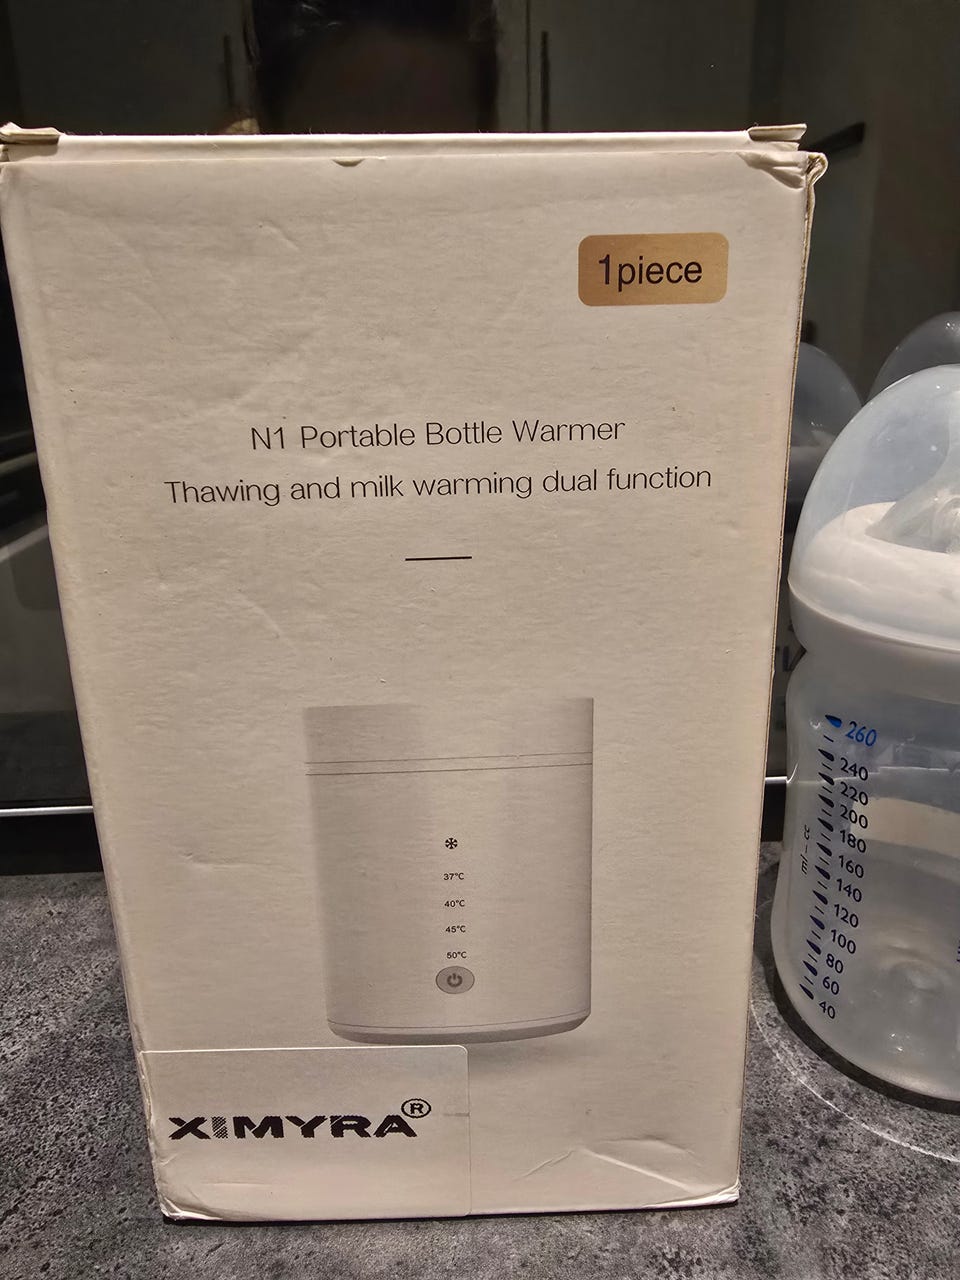 1piece
N1 Portable Bottle Warmer
Thawing and milk warming dual function
37°C
40°C
45°C
50°C
XIMYRA®
260
240
220
200
180
160
140
120
100
80
60
40
ml - cc